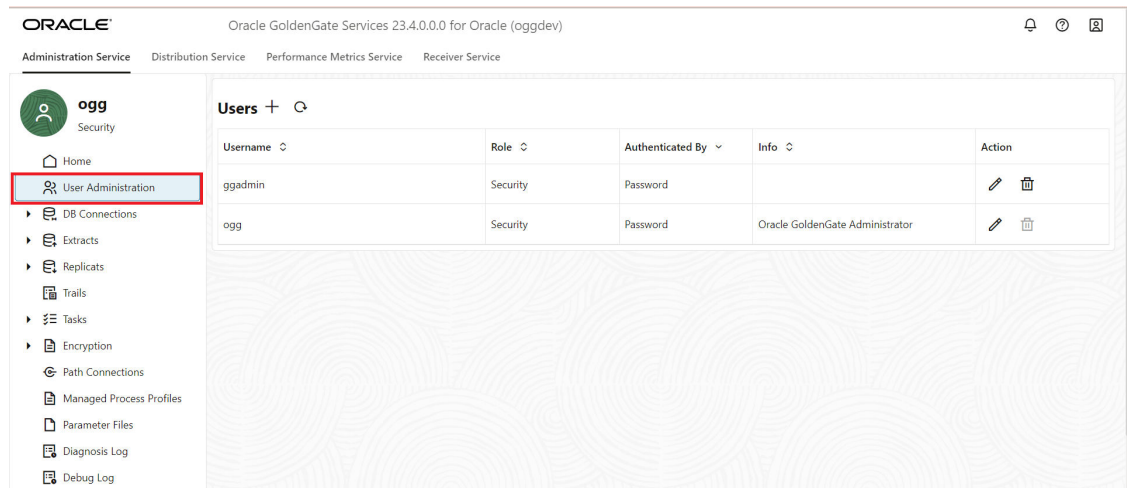 ORACLE
Oracle GoldenGate Services 23.4.0.0.0 for Oracle (oggdev)
Administration Service Distribution Service Performance Metrics Service Receiver Service
ogg
Security
Home
User Administration
DB Connections
Extracts
Replicats
Trails
Tasks
Encryption
Path Connections
Managed Process Profiles
Parameter Files
Diagnosis Log
Debug Log
Users
Username Role Authenticated By Info Action
ggadmin Security Password
ogg Security Password Oracle GoldenGate Administrator